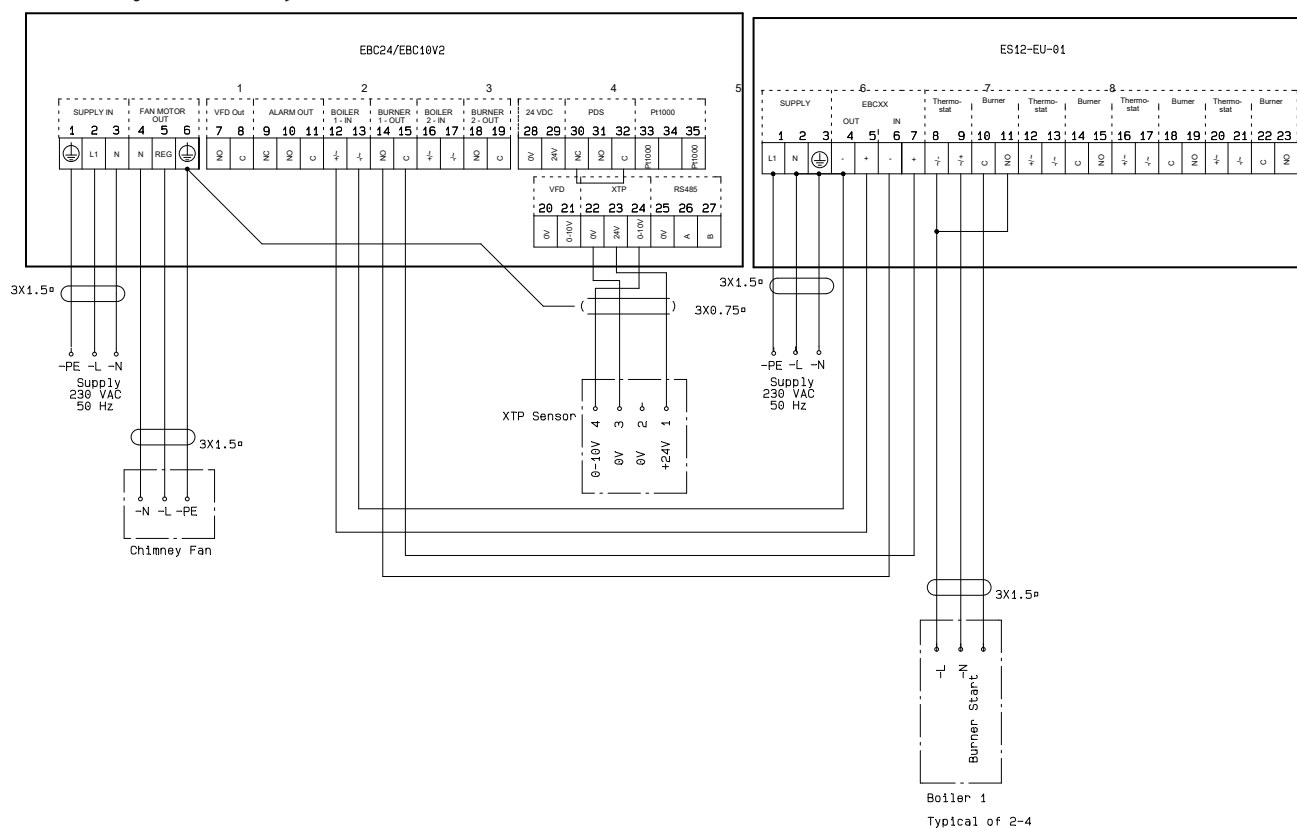 EBC24/EBC10V2
ES12-EU-01
1 2 3 4 5
6 7 8
SUPPLY IN FAN MOTOR OUT VFD Out ALARM OUT BOILER 1 - IN BURNER 1 - OUT BOILER 2 - IN BURNER 2 - OUT 24 VDC PDS Pt1000
1 2 3 4 5 6 7 8 9 10 11 12 13 14 15 16 17 18 19 28 29 30 31 32 33 34 35
L1 N N REG NO C NC NO C +/~ -/~ NO C +/~ -/~ NO C 0V 24V NC NO C Pt1000 Pt1000
VFD XTP RS485
20 21 22 23 24 25 26 27
0V 0-10V 0V 24V 0-10V 0V A B
SUPPLY EBCXX Thermo-stat Burner Thermo-stat Burner Thermo-stat Burner Thermo-stat Burner
OUT IN
1 2 3 4 5 6 7 8 9 10 11 12 13 14 15 16 17 18 19 20 21 22 23
L1 N - + - + -/~ +/~ C NO +/~ -/~ C NO +/~ -/~ C NO +/~ -/~ C NO
3X1.5¤
3X0.75¤
3X1.5¤
-PE -L -N
Supply
230 VAC
50 Hz
-PE -L -N
Supply
230 VAC
50 Hz
XTP Sensor
4 3 2 1
0-10V 0V 0V +24V
3X1.5¤
-N -L -PE
Chimney Fan
3X1.5¤
-L -N Burner Start
Boiler 1
Typical of 2-4